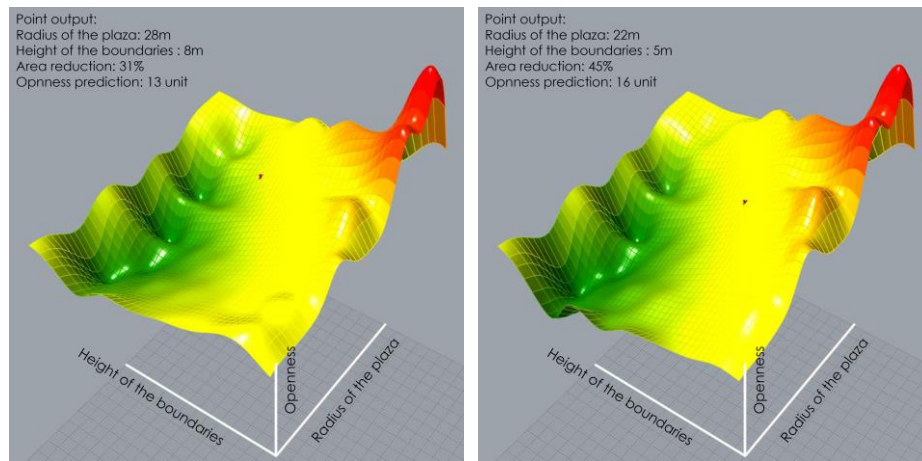 Point output:
Radius of the plaza: 28m
Height of the boundaries : 8m
Area reduction: 31%
Opnness prediction: 13 unit
Height of the boundaries
Openness
Radius of the plaza
Point output:
Radius of the plaza: 22m
Height of the boundaries : 5m
Area reduction: 45%
Opnness prediction: 16 unit
Height of the boundaries
Openness
Radius of the plaza